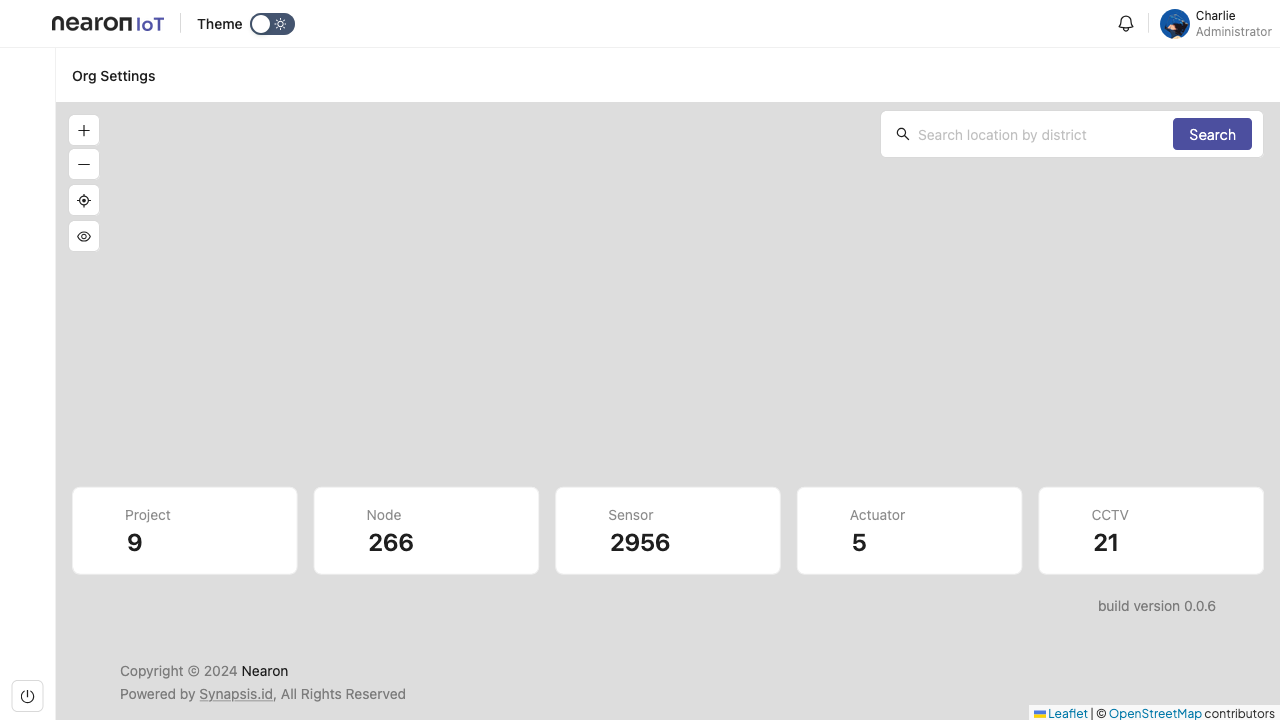 nearon IoT
Theme
Charlie
Administrator
Org Settings
Search location by district
Search
Project
9
Node
266
Sensor
2956
Actuator
5
CCTV
21
build version 0.0.6
Copyright © 2024 Nearon
Powered by Synapsis.id, All Rights Reserved
Leaflet | © OpenStreetMap contributors